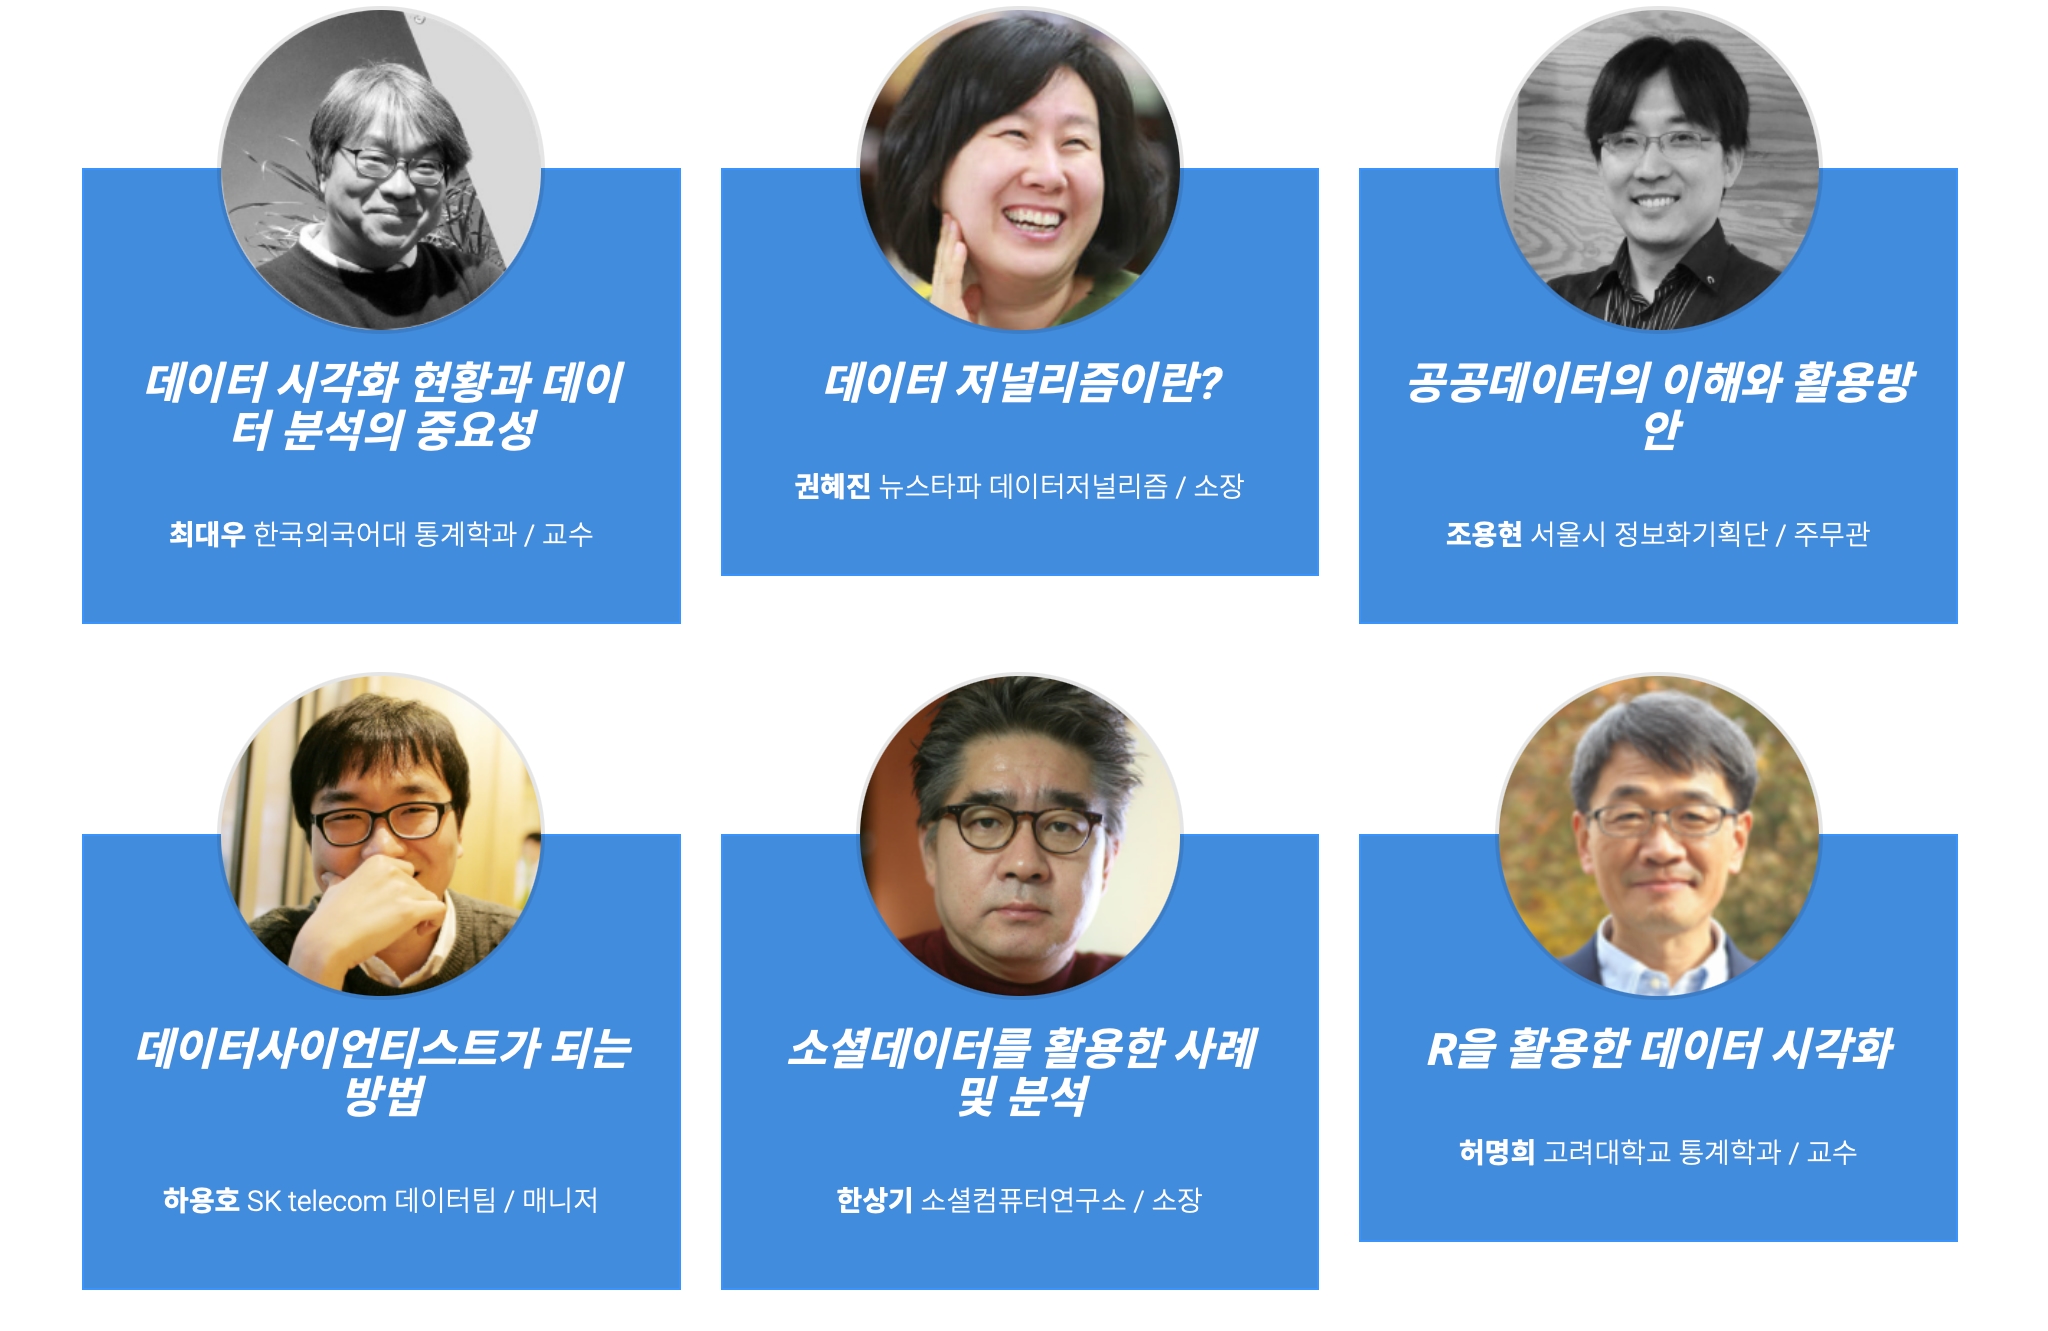 데이터 시각화 현황과 데이
터 분석의 중요성
최대우 한국외국어대 통계학과 / 교수
데이터 저널리즘이란?
권혜진 뉴스타파 데이터저널리즘 / 소장
공공데이터의 이해와 활용방
안
조용현 서울시 정보화기획단 / 주무관
데이터사이언티스트가 되는
방법
하용호 SK telecom 데이터팀 / 매니저
소셜데이터를 활용한 사례
및 분석
한상기 소셜컴퓨터연구소 / 소장
R을 활용한 데이터 시각화
허명회 고려대학교 통계학과 / 교수